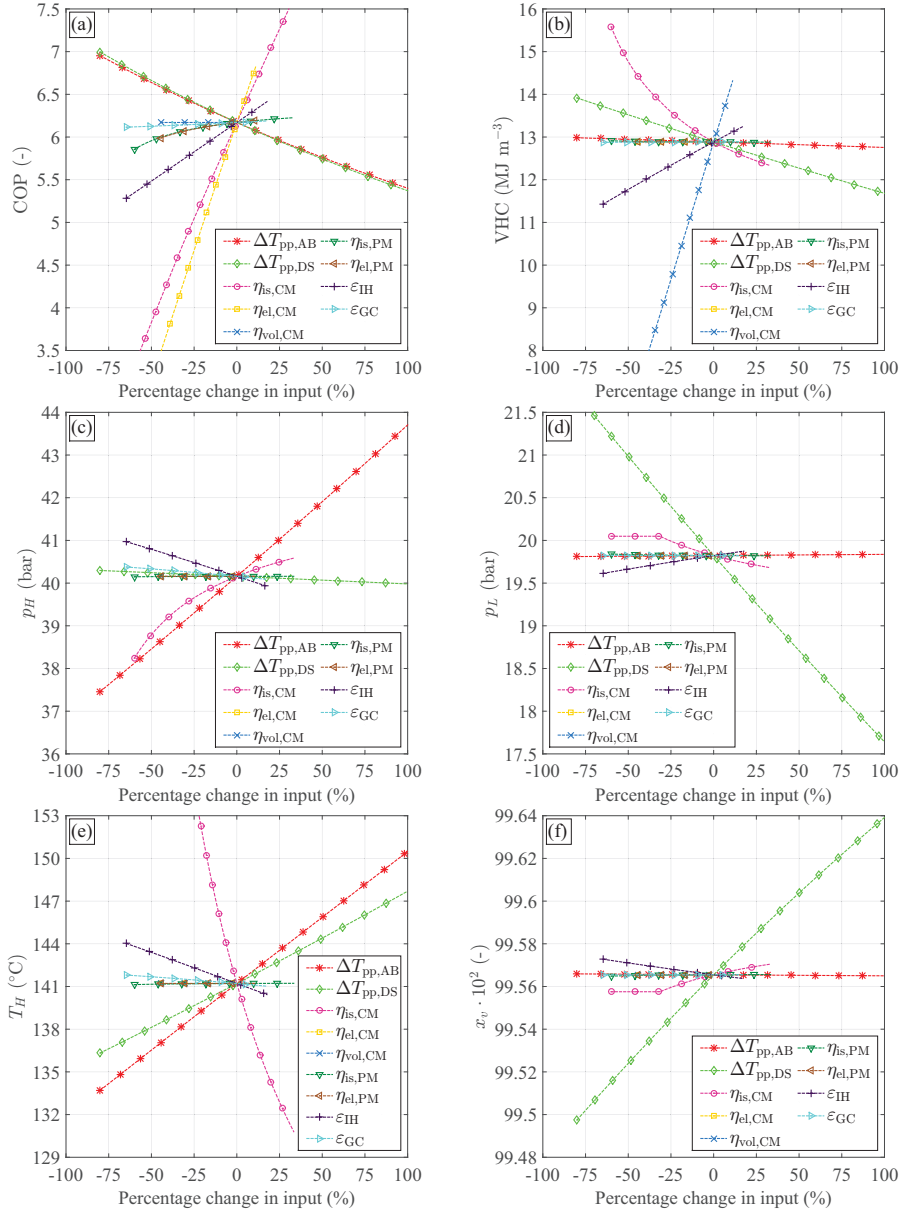 (a)
COP (-)
7.5
7
6.5
6
5.5
5
4.5
4
3.5
ΔT_pp,AB
ΔT_pp,DS
η_is,CM
η_el,CM
η_vol,CM
η_is,PM
η_el,PM
ε_IH
ε_GC
-100 -75 -50 -25 0 25 50 75 100
Percentage change in input (%)
(b)
VHC (MJ m⁻³)
16
15
14
13
12
11
10
9
8
ΔT_pp,AB
ΔT_pp,DS
η_is,CM
η_el,CM
η_vol,CM
η_is,PM
η_el,PM
ε_IH
ε_GC
-100 -75 -50 -25 0 25 50 75 100
Percentage change in input (%)
(c)
p_H (bar)
44
43
42
41
40
39
38
37
36
ΔT_pp,AB
ΔT_pp,DS
η_is,CM
η_el,CM
η_vol,CM
η_is,PM
η_el,PM
ε_IH
ε_GC
-100 -75 -50 -25 0 25 50 75 100
Percentage change in input (%)
(d)
p_L (bar)
21.5
21
20.5
20
19.5
19
18.5
18
17.5
ΔT_pp,AB
ΔT_pp,DS
η_is,CM
η_el,CM
η_vol,CM
η_is,PM
η_el,PM
ε_IH
ε_GC
-100 -75 -50 -25 0 25 50 75 100
Percentage change in input (%)
(e)
T_H (°C)
153
150
147
144
141
138
135
132
129
ΔT_pp,AB
ΔT_pp,DS
η_is,CM
η_el,CM
η_vol,CM
η_is,PM
η_el,PM
ε_IH
ε_GC
-100 -75 -50 -25 0 25 50 75 100
Percentage change in input (%)
(f)
x_v · 10² (-)
99.64
99.62
99.6
99.58
99.56
99.54
99.52
99.5
99.48
ΔT_pp,AB
ΔT_pp,DS
η_is,CM
η_el,CM
η_vol,CM
η_is,PM
η_el,PM
ε_IH
ε_GC
-100 -75 -50 -25 0 25 50 75 100
Percentage change in input (%)